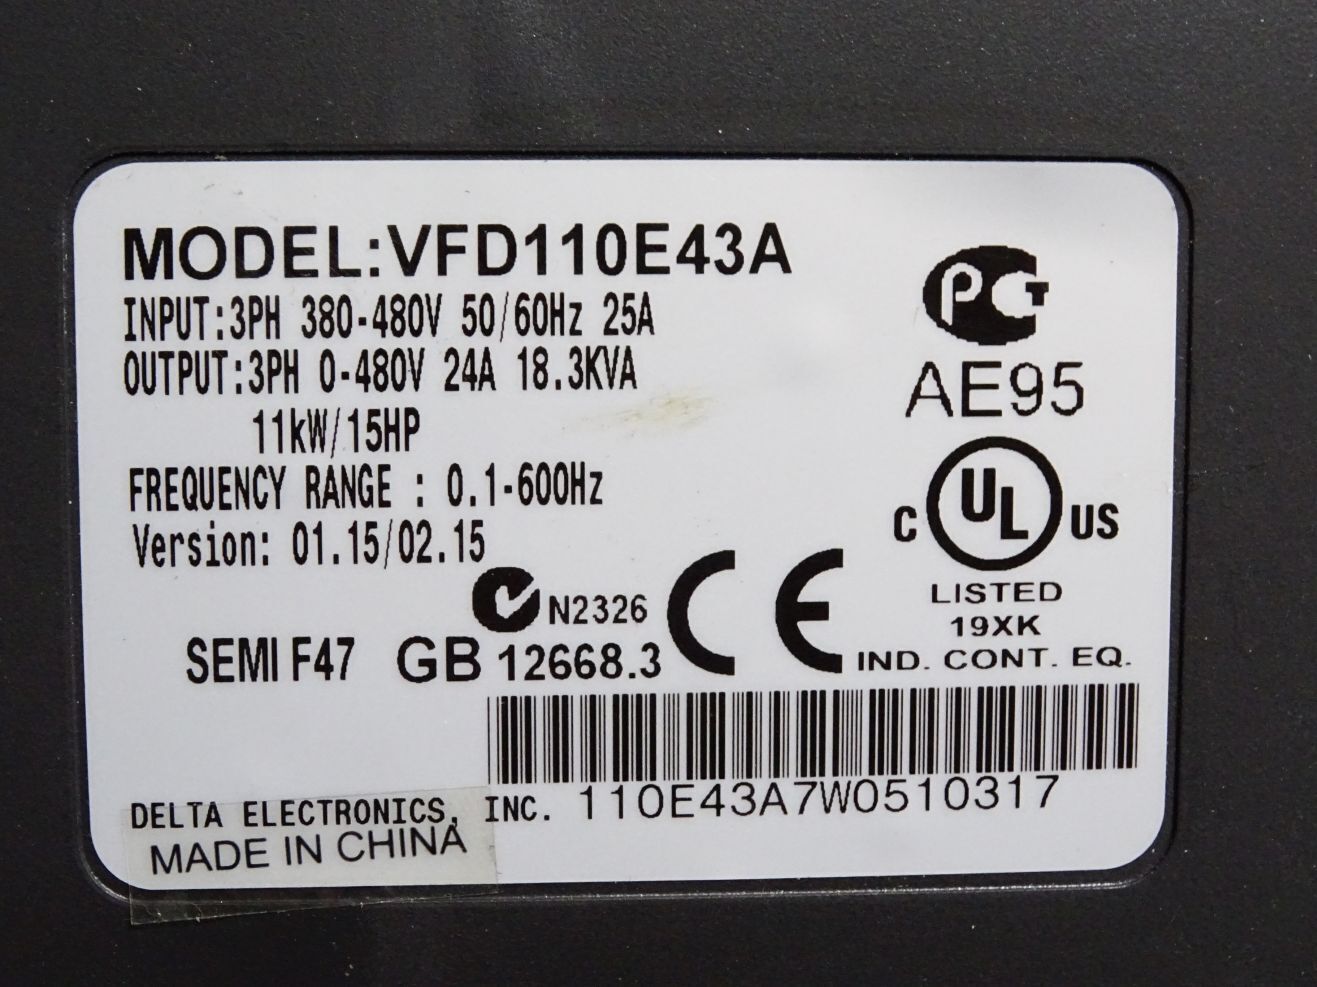 MODEL:VFD110E43A
INPUT:3PH 380-480V 50/60Hz 25A
OUTPUT:3PH 0-480V 24A 18.3KVA
11kW/15HP
FREQUENCY RANGE : 0.1-600Hz
Version: 01.15/02.15
PCT
AE95
C UL US
LISTED
19XK
IND. CONT. EQ.
N2326
CE
SEMI F47 GB 12668.3
110E43A7W0510317
DELTA ELECTRONICS, INC.
MADE IN CHINA